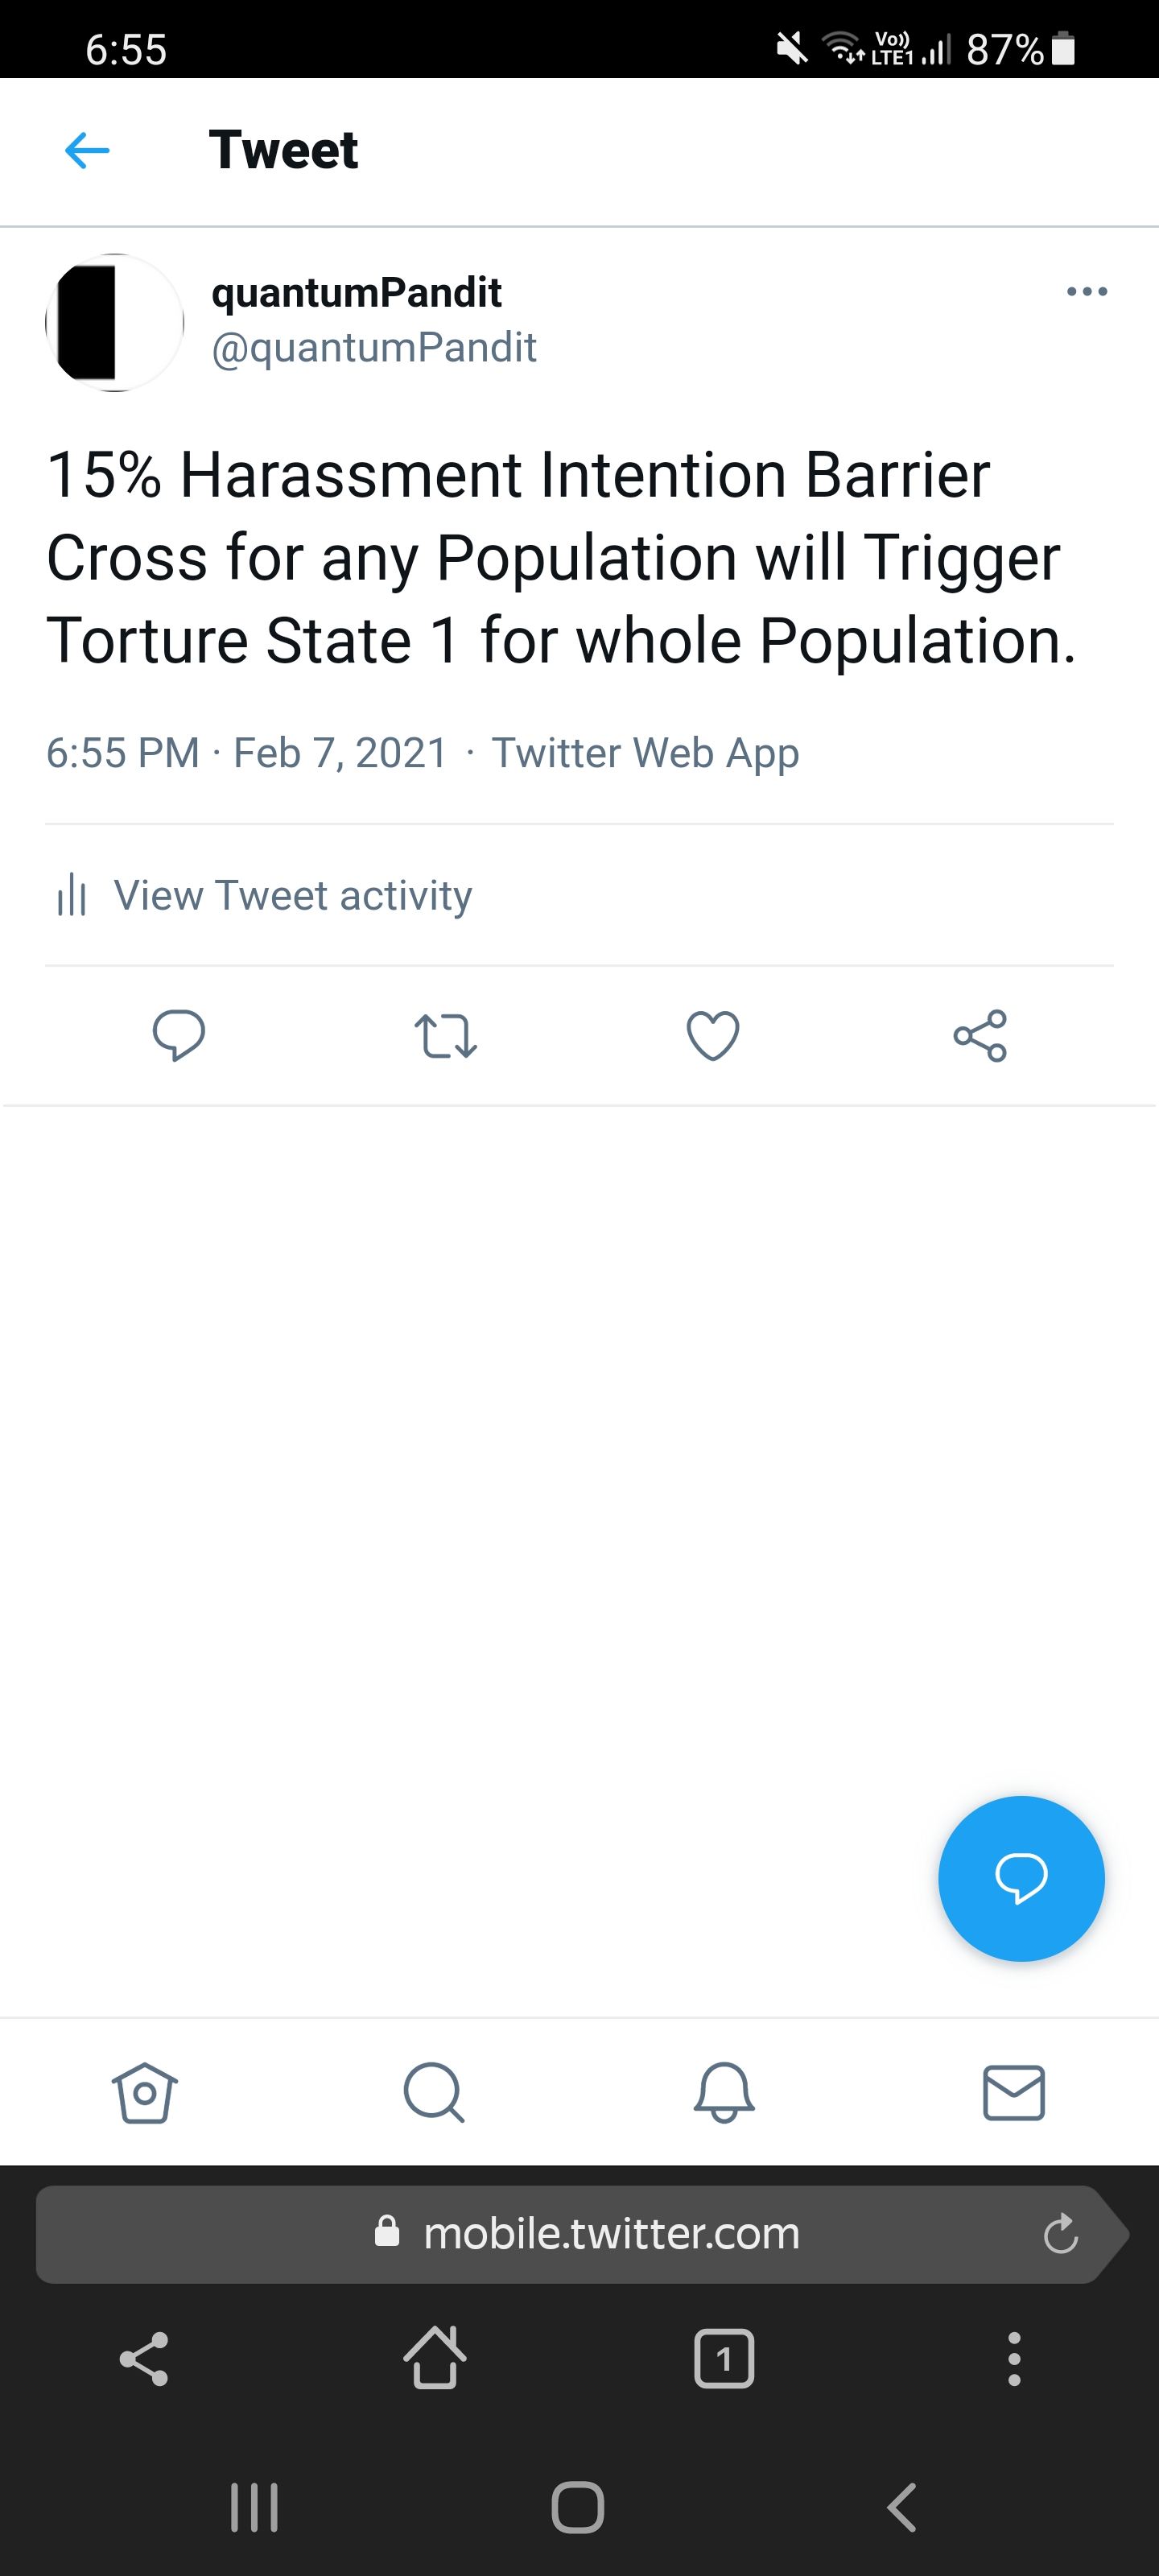 6:55 Vo)) LTE1 87%
Tweet
quantumPandit
@quantumPandit
15% Harassment Intention Barrier
Cross for any Population will Trigger
Torture State 1 for whole Population.
6:55 PM · Feb 7, 2021 · Twitter Web App
View Tweet activity
mobile.twitter.com
1